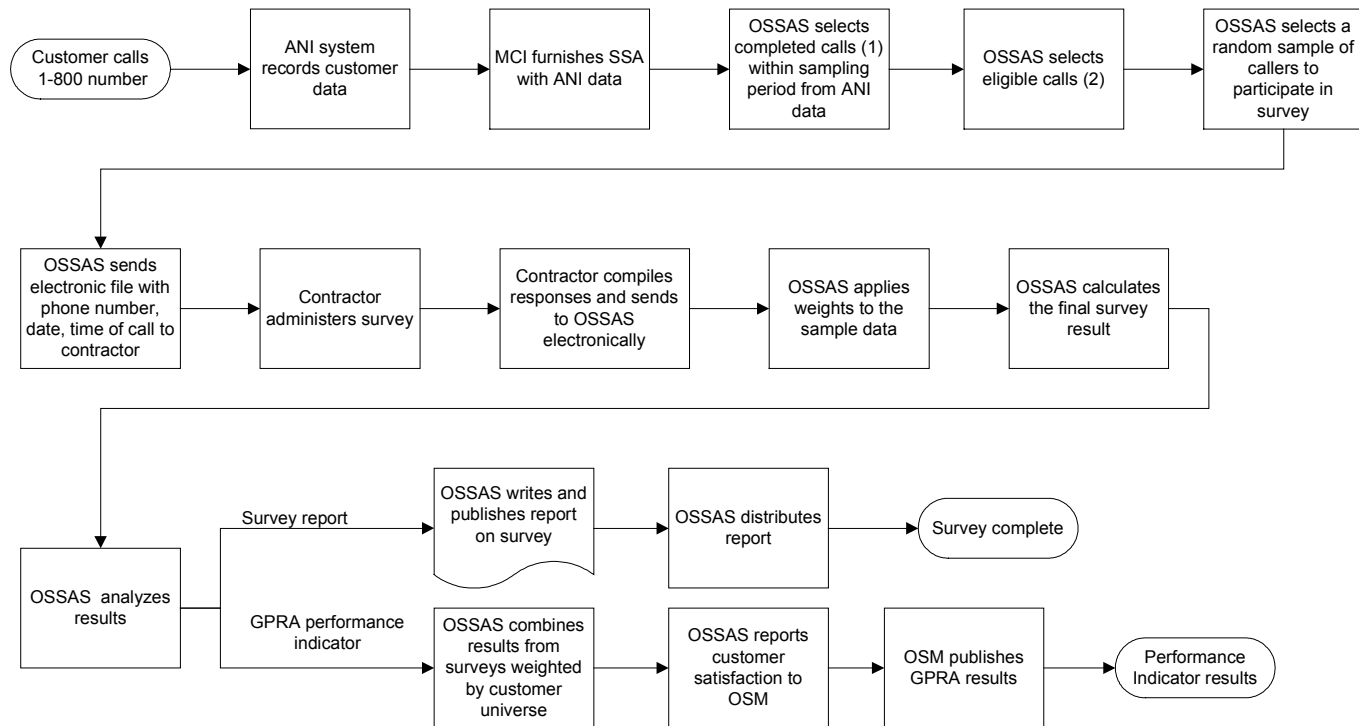 Customer calls
1-800 number
ANI system
records customer
data
MCI furnishes SSA
with ANI data
OSSAS selects
completed calls (1)
within sampling
period from ANI
data
OSSAS selects
eligible calls (2)
OSSAS selects a
random sample of
callers to
participate in
survey
OSSAS sends
electronic file with
phone number,
date, time of call to
contractor
Contractor
administers survey
Contractor compiles
responses and sends
to OSSAS
electronically
OSSAS applies
weights to the
sample data
OSSAS calculates
the final survey
result
OSSAS analyzes
results
Survey report
OSSAS writes and
publishes report
on survey
OSSAS distributes
report
Survey complete
GPRA performance
indicator
OSSAS combines
results from
surveys weighted
by customer
universe
OSSAS reports
customer
satisfaction to
OSM
OSM publishes
GPRA results
Performance
Indicator results